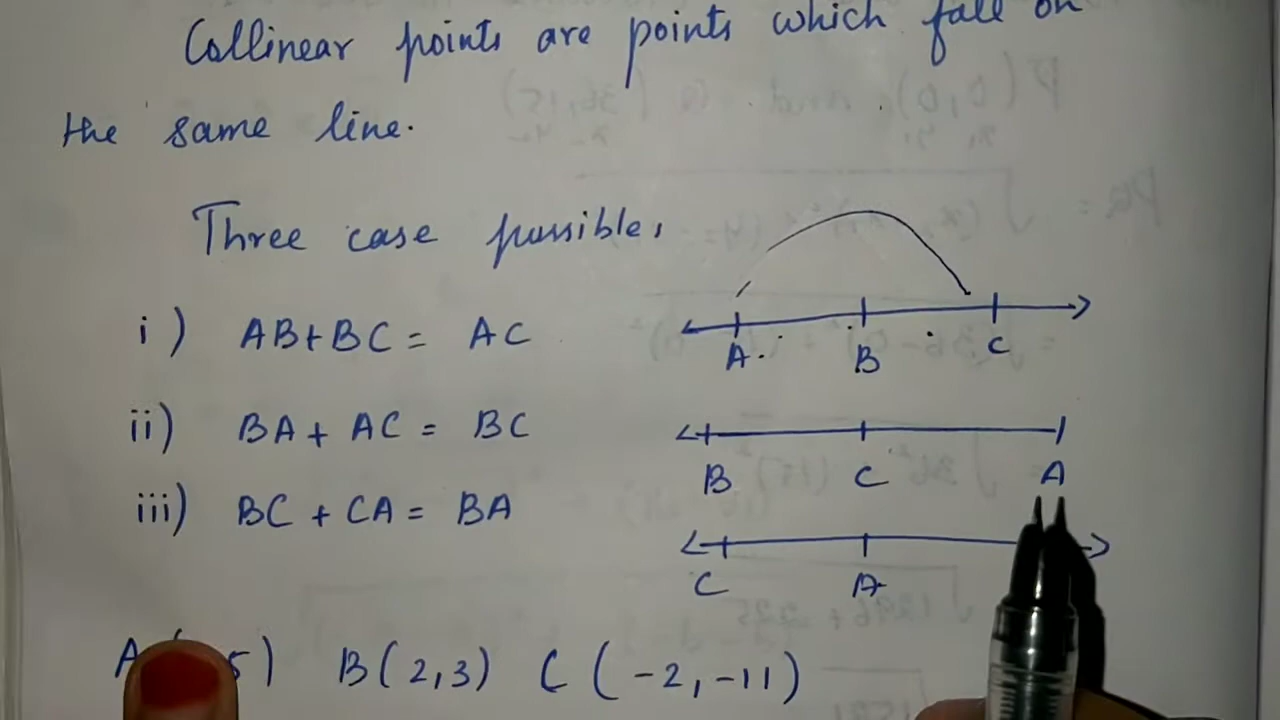 Collinear points are points which fall on
the same line.
Three case possible,
i) AB+BC = AC
A. B C
ii) BA + AC = BC
B C A
iii) BC + CA = BA
C A
A( 5) B(2,3) C(-2,-11)